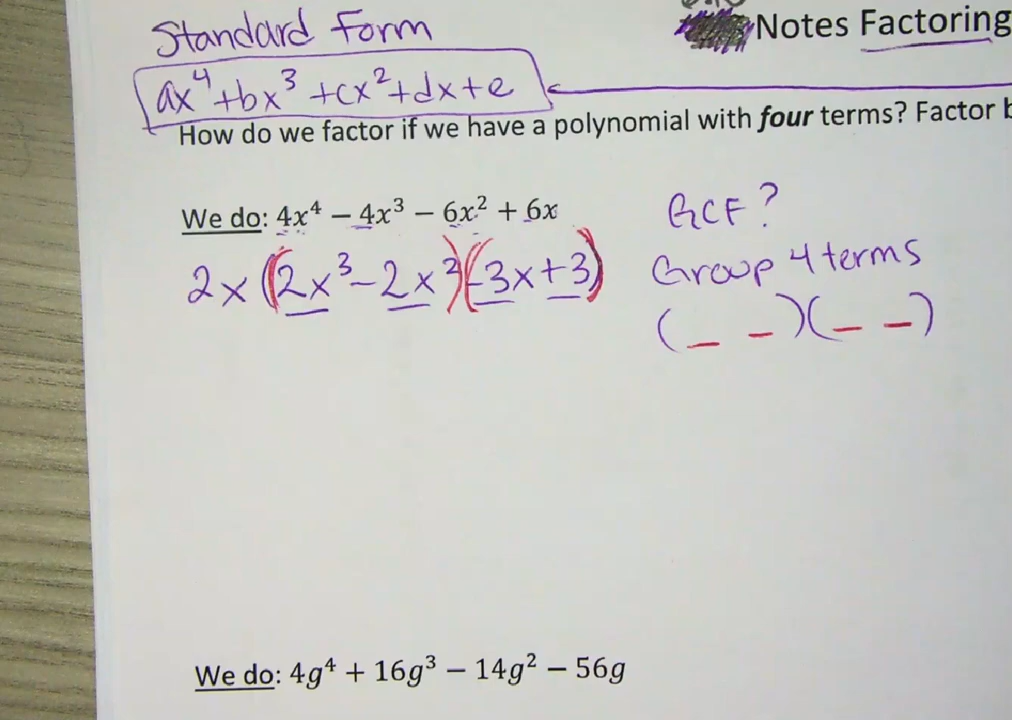 Standard Form
Notes Factoring
ax⁴+bx³+cx²+dx+e
How do we factor if we have a polynomial with four terms? Factor
We do: 4x⁴ − 4x³ − 6x² + 6x
GCF?
2x((2x³-2x²)(-3x+3)
Group 4 terms
(_ _)(_ _)
We do: 4g⁴ + 16g³ − 14g² − 56g